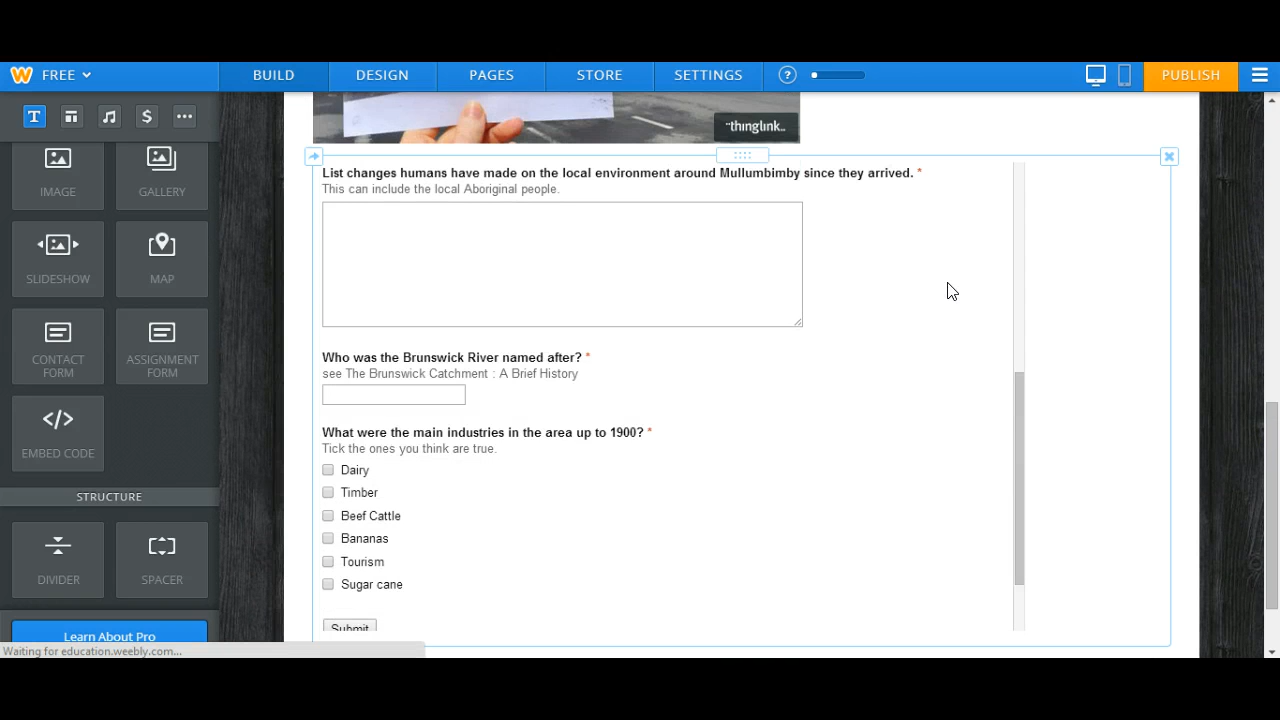 FREE
BUILD
DESIGN
PAGES
STORE
SETTINGS
?
PUBLISH
T
$
IMAGE
GALLERY
SLIDESHOW
MAP
CONTACT
FORM
ASSIGNMENT
FORM
</>
EMBED CODE
STRUCTURE
DIVIDER
SPACER
Learn About Pro
Waiting for education.weebly.com...
"thinglink..
List changes humans have made on the local environment around Mullumbimby since they arrived. *
This can include the local Aboriginal people.
Who was the Brunswick River named after? *
see The Brunswick Catchment : A Brief History
What were the main industries in the area up to 1900? *
Tick the ones you think are true.
Dairy
Timber
Beef Cattle
Bananas
Tourism
Sugar cane
Submit